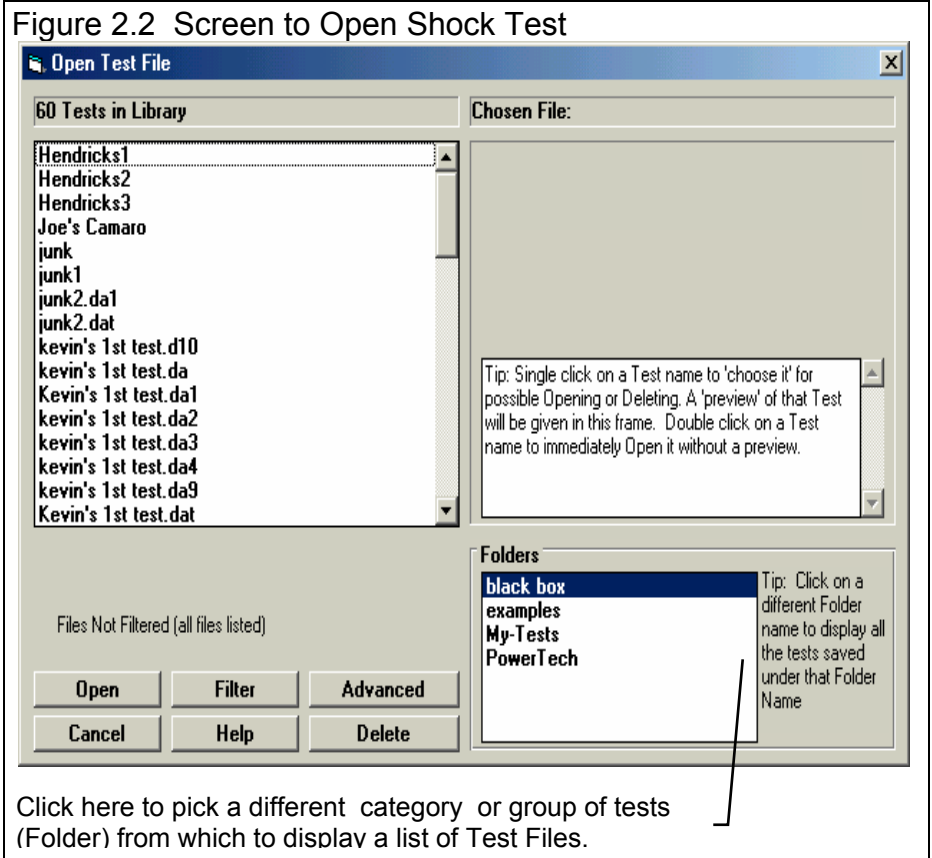 Figure 2.2  Screen to Open Shock Test
Open Test File
60 Tests in Library
Chosen File:
Hendricks1
Hendricks2
Hendricks3
Joe's Camaro
junk
junk1
junk2.da1
junk2.dat
kevin's 1st test.d10
kevin's 1st test.da
Kevin's 1st test.da1
kevin's 1st test.da2
kevin's 1st test.da3
kevin's 1st test.da4
kevin's 1st test.da9
Kevin's 1st test.dat
Tip: Single click on a Test name to 'choose it' for
possible Opening or Deleting. A 'preview' of that Test
will be given in this frame.  Double click on a Test
name to immediately Open it without a preview.
Files Not Filtered (all files listed)
Open
Filter
Advanced
Cancel
Help
Delete
Folders
black box
examples
My-Tests
PowerTech
Tip:  Click on a
different Folder
name to display all
the tests saved
under that Folder
Name
Click here to pick a different  category  or group of tests
(Folder) from which to display a list of Test Files.